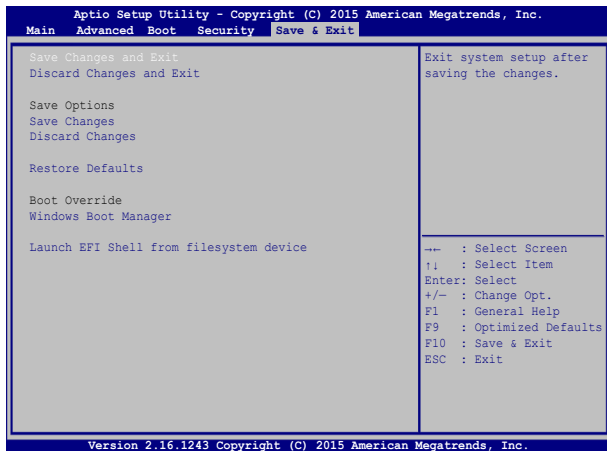 Aptio Setup Utility - Copyright (C) 2015 American Megatrends, Inc.
Main Advanced Boot Security Save & Exit
Save Changes and Exit
Discard Changes and Exit
Save Options
Save Changes
Discard Changes
Restore Defaults
Boot Override
Windows Boot Manager
Launch EFI Shell from filesystem device
Exit system setup after
saving the changes.
→← : Select Screen
↑↓ : Select Item
Enter: Select
+/— : Change Opt.
F1 : General Help
F9 : Optimized Defaults
F10 : Save & Exit
ESC : Exit
Version 2.16.1243 Copyright (C) 2015 American Megatrends, Inc.